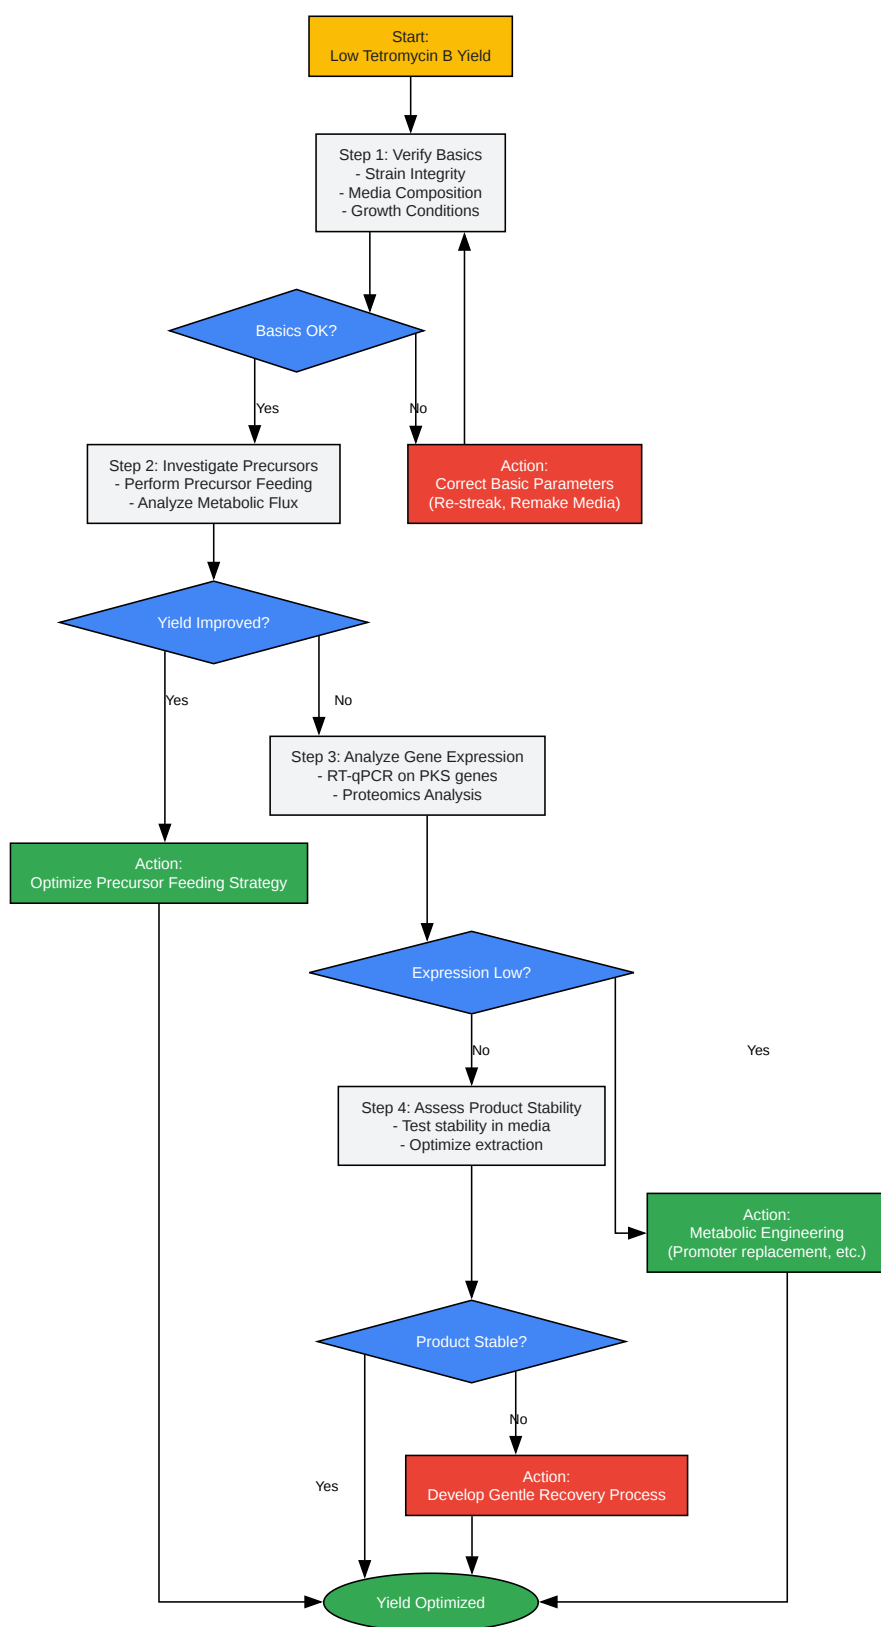 Start:
Low Tetromycin B Yield
Step 1: Verify Basics
- Strain Integrity
- Media Composition
- Growth Conditions
Basics OK?
Yes
No
Step 2: Investigate Precursors
- Perform Precursor Feeding
- Analyze Metabolic Flux
Action:
Correct Basic Parameters
(Re-streak, Remake Media)
Yield Improved?
Yes
No
Step 3: Analyze Gene Expression
- RT-qPCR on PKS genes
- Proteomics Analysis
Action:
Optimize Precursor Feeding Strategy
Expression Low?
No
Yes
Step 4: Assess Product Stability
- Test stability in media
- Optimize extraction
Action:
Metabolic Engineering
(Promoter replacement, etc.)
Product Stable?
No
Yes
Action:
Develop Gentle Recovery Process
Yield Optimized